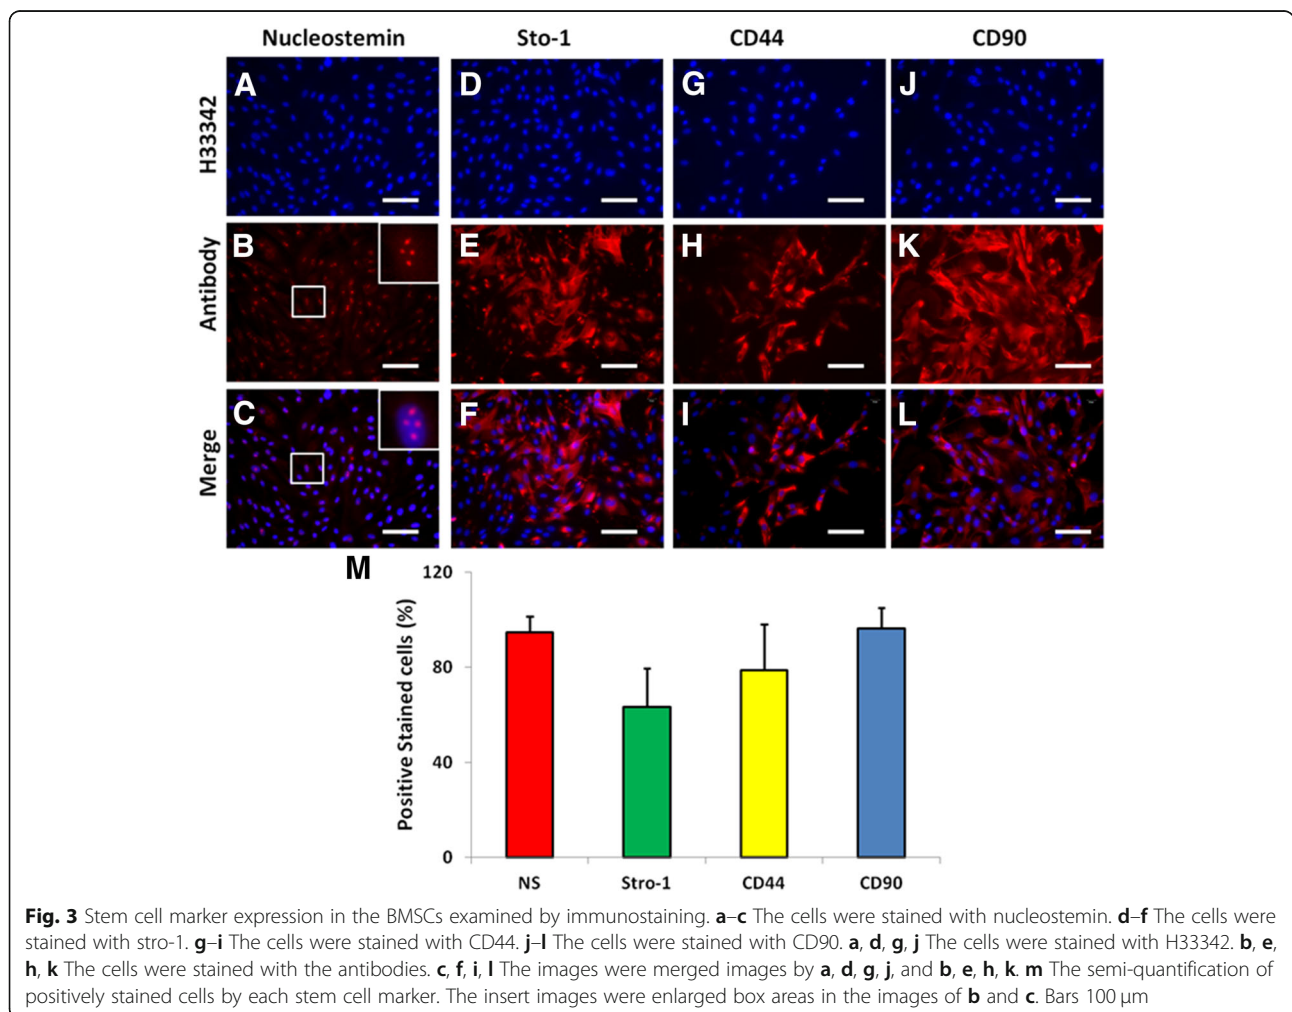 Nucleostemin Sto-1 CD44 CD90
H33342
A D G J
Antibody
B E H K
Merge
C F I L
M
Positive Stained cells (%)
120
80
40
0
NS Stro-1 CD44 CD90
Fig. 3 Stem cell marker expression in the BMSCs examined by immunostaining. a–c The cells were stained with nucleostemin. d–f The cells were
stained with stro-1. g–i The cells were stained with CD44. j–l The cells were stained with CD90. a, d, g, j The cells were stained with H33342. b, e,
h, k The cells were stained with the antibodies. c, f, i, l The images were merged images by a, d, g, j, and b, e, h, k. m The semi-quantification of
positively stained cells by each stem cell marker. The insert images were enlarged box areas in the images of b and c. Bars 100 μm